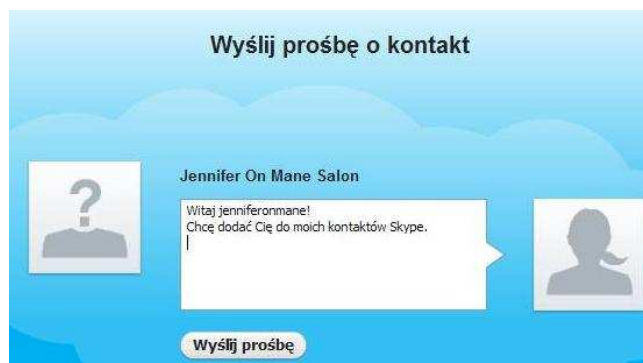 Wyślij prośbę o kontakt
?
Jennifer On Mane Salon
Witaj jenniferonmane!
Chcę dodać Cię do moich kontaktów Skype.
Wyślij prośbę